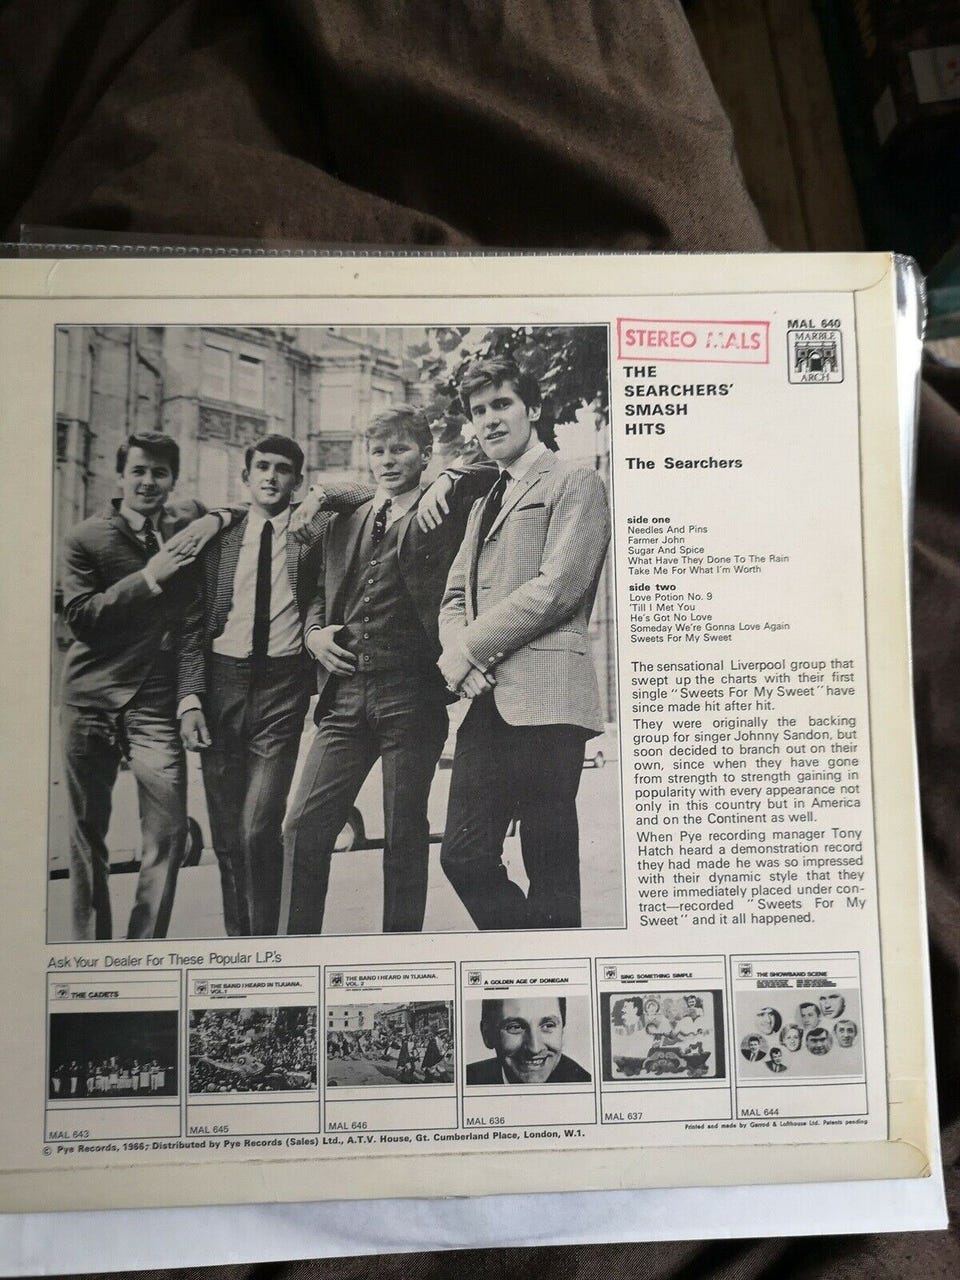 STEREO MALS
MAL 640
MARBLE
ARCH
THE
SEARCHERS'
SMASH
HITS
The Searchers
side one
Needles And Pins
Farmer John
Sugar And Spice
What Have They Done To The Rain
Take Me For What I'm Worth
side two
Love Potion No. 9
'Till I Met You
He's Got No Love
Someday We're Gonna Love Again
Sweets For My Sweet
The sensational Liverpool group that
swept up the charts with their first
single "Sweets For My Sweet" have
since made hit after hit.
They were originally the backing
group for singer Johnny Sandon, but
soon decided to branch out on their
own, since when they have gone
from strength to strength gaining in
popularity with every appearance not
only in this country but in America
and on the Continent as well.
When Pye recording manager Tony
Hatch heard a demonstration record
they had made he was so impressed
with their dynamic style that they
were immediately placed under con-
tract—recorded "Sweets For My
Sweet" and it all happened.
Ask Your Dealer For These Popular L.P.'s
THE CADETS
MAL 643
THE BAND I HEARD IN TIJUANA.
VOL. 1
MAL 645
THE BAND I HEARD IN TIJUANA.
VOL. 2
MAL 646
A GOLDEN AGE OF DONEGAN
MAL 636
SING SOMETHING SIMPLE
MAL 637
THE SHOWBAND SCENE
MAL 644
© Pye Records, 1966; Distributed by Pye Records (Sales) Ltd., A.T.V. House, Gt. Cumberland Place, London, W.1.
Printed and made by Garrod & Lofthouse Ltd. Patents pending